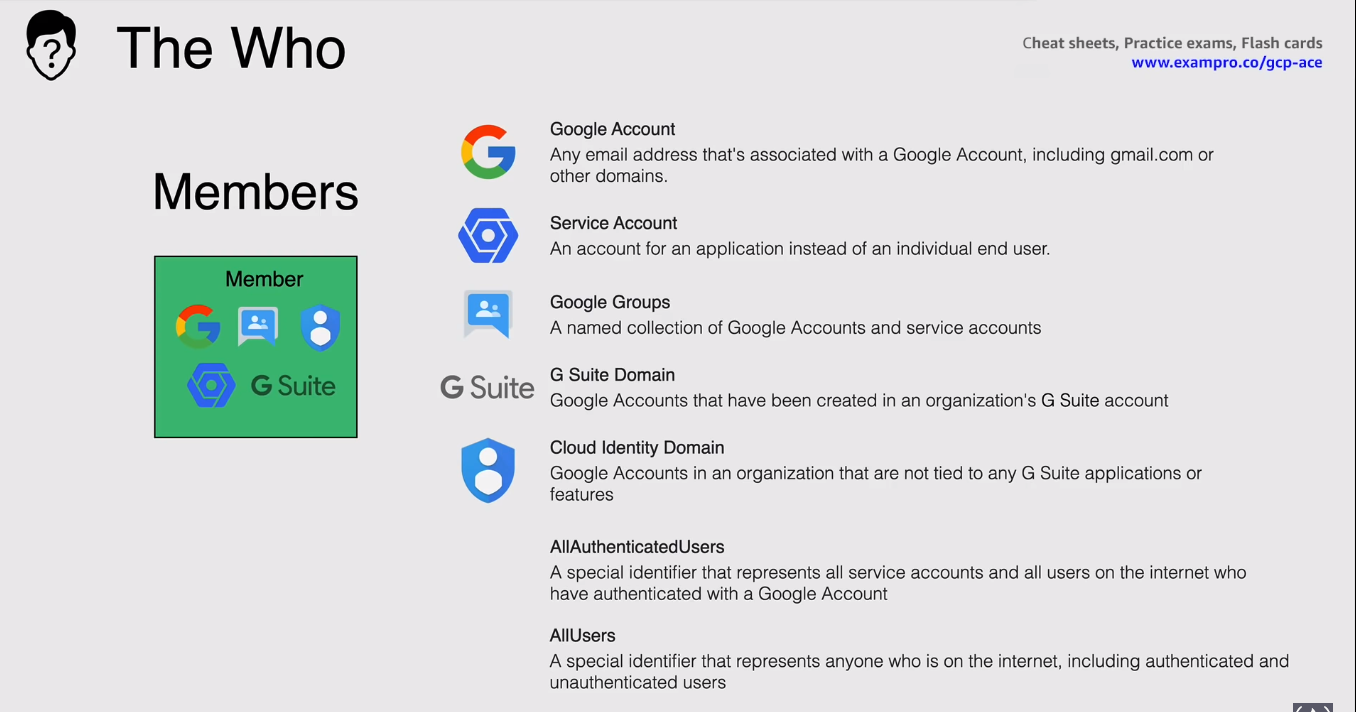 The Who
Cheat sheets, Practice exams, Flash cards
www.exampro.co/gcp-ace
Members
Member
G Suite
Google Account
Any email address that's associated with a Google Account, including gmail.com or
other domains.
Service Account
An account for an application instead of an individual end user.
Google Groups
A named collection of Google Accounts and service accounts
G Suite
G Suite Domain
Google Accounts that have been created in an organization's G Suite account
Cloud Identity Domain
Google Accounts in an organization that are not tied to any G Suite applications or
features
AllAuthenticatedUsers
A special identifier that represents all service accounts and all users on the internet who
have authenticated with a Google Account
AllUsers
A special identifier that represents anyone who is on the internet, including authenticated and
unauthenticated users